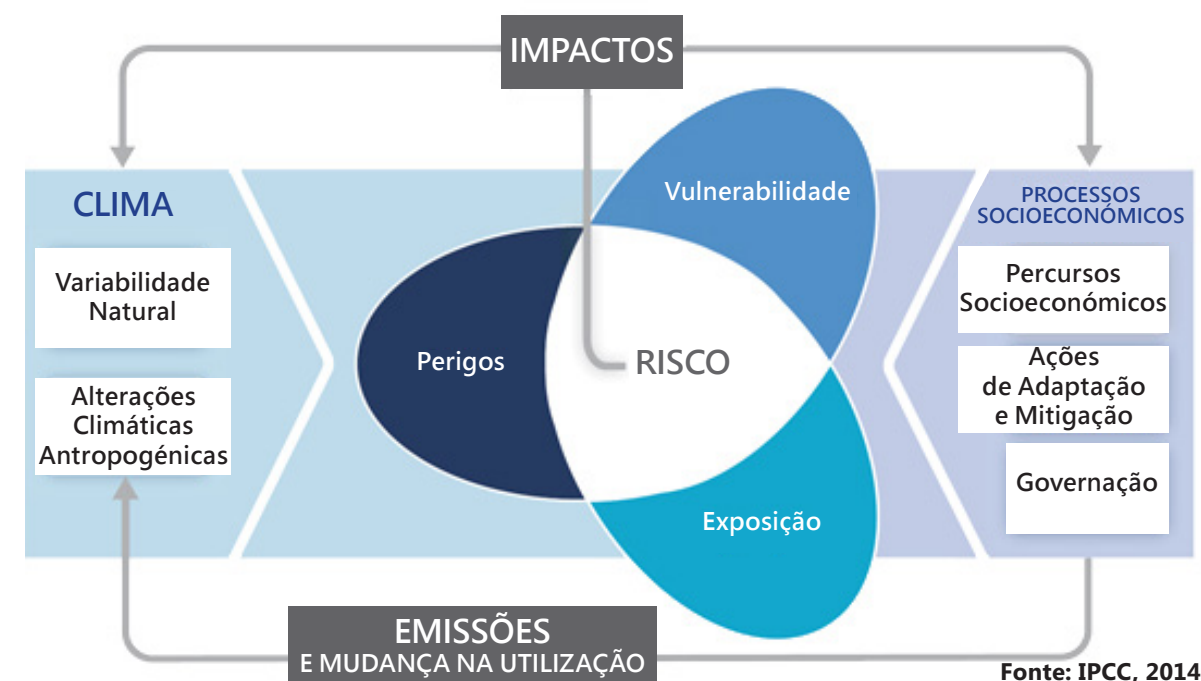 IMPACTOS
CLIMA
Variabilidade
Natural
Alterações
Climáticas
Antropogénicas
Perigos
Vulnerabilidade
RISCO
Exposição
PROCESSOS
SOCIOECONÓMICOS
Percursos
Socioeconómicos
Ações
de Adaptação
e Mitigação
Governação
EMISSÕES
E MUDANÇA NA UTILIZAÇÃO
Fonte: IPCC, 2014